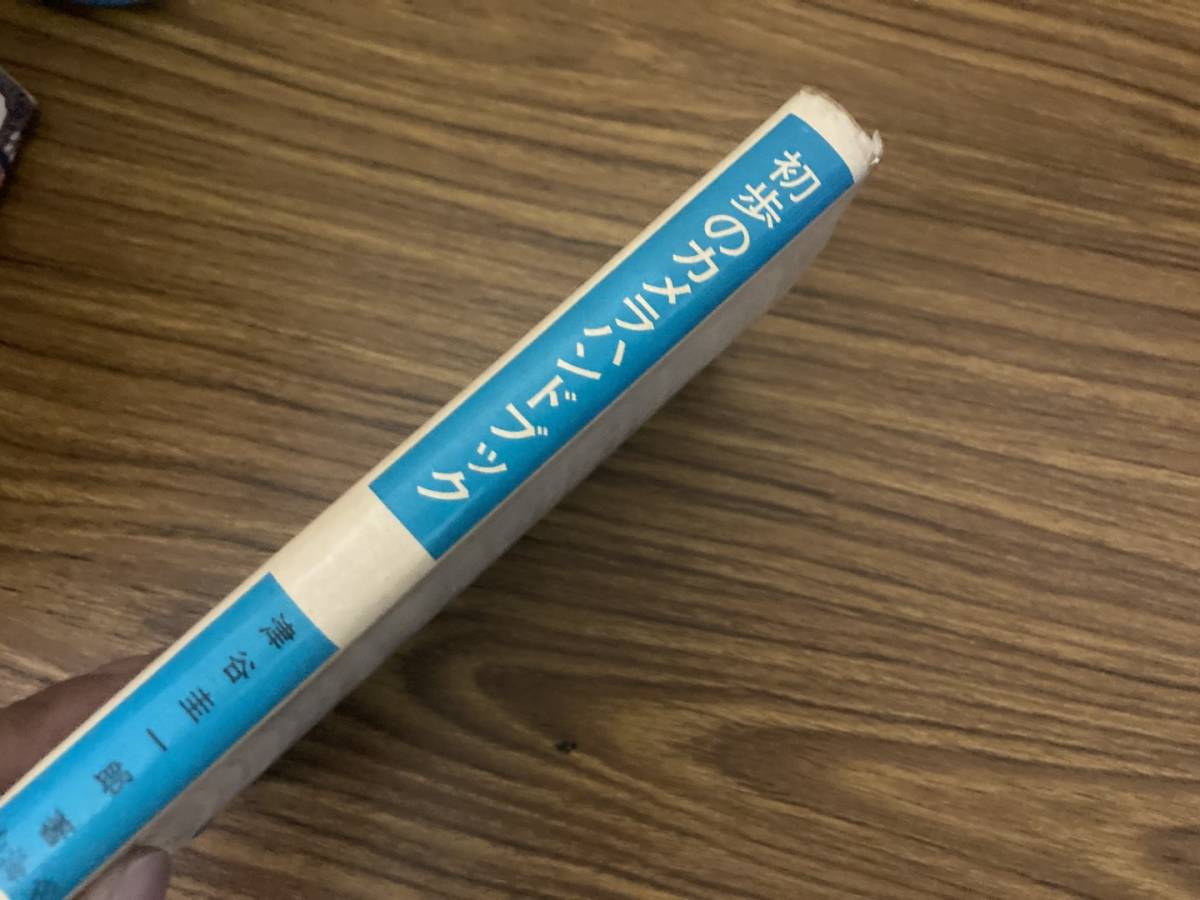 初歩のカメラハンドブック
津谷圭一郎 著